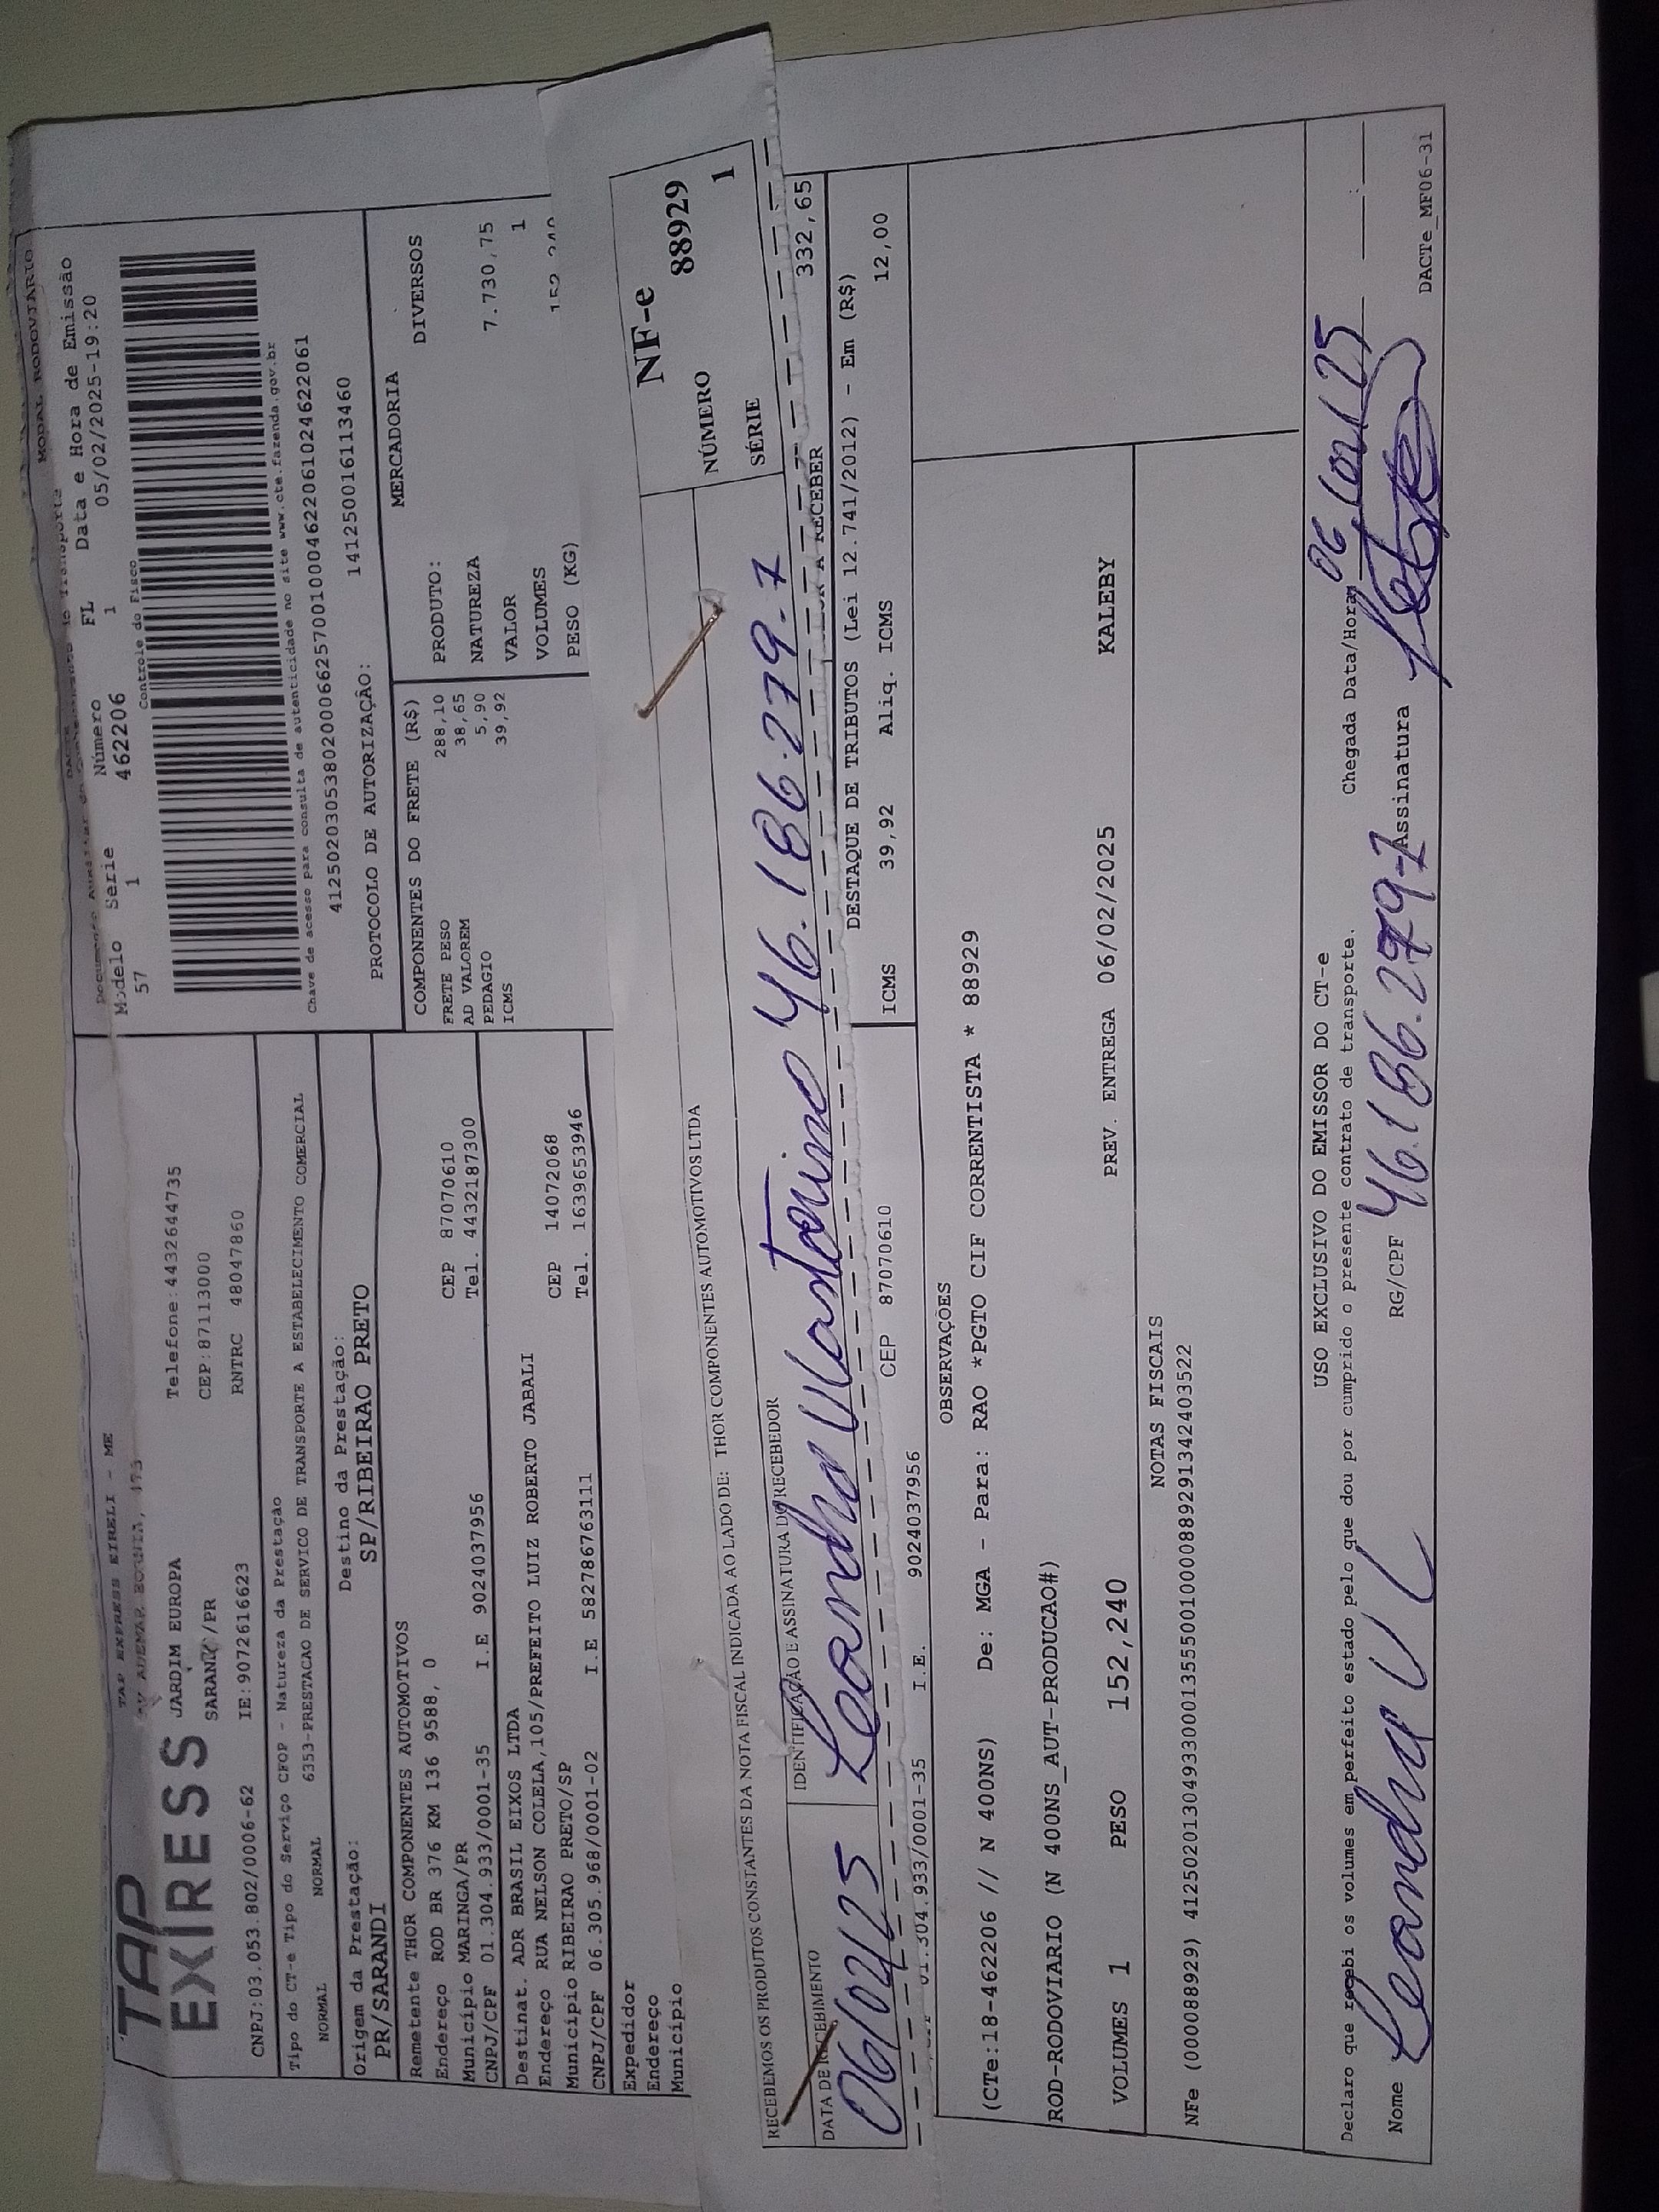 MODAL RODOVIARIO
TAP
EXPRESS
TAP EXPRESS EIRELI - ME
JARDIM EUROPA
Telefone:4432644735
SARANDI/PR
CEP:87113000
CNPJ:03.053.802/0006-62
IE:9072616623
RNTRC 48047860
Modelo Serie Número FL Data e Hora de Emissão
57 1 462206 1 05/02/2025-19:20
Controle do Fisco
Chave de acesso para consulta de autenticidade no site www.cte.fazenda.gov.br
41250203053802000662570010004622061024622061
PROTOCOLO DE AUTORIZAÇÃO: 141250016113460
Tipo do CT-e Tipo do Serviço CFOP - Natureza da Prestação
NORMAL NORMAL 6353-PRESTACAO DE SERVICO DE TRANSPORTE A ESTABELECIMENTO COMERCIAL
Origem da Prestação: Destino da Prestação:
PR/SARANDI SP/RIBEIRAO PRETO
Remetente THOR COMPONENTES AUTOMOTIVOS
Endereço ROD BR 376 KM 136 9588, 0 CEP 87070610
Município MARINGA/PR Tel. 4432187300
CNPJ/CPF 01.304.933/0001-35 I.E 9024037956
Destinat. ADR BRASIL EIXOS LTDA
Endereço RUA NELSON COLELA,105/PREFEITO LUIZ ROBERTO JABALI
Município RIBEIRAO PRETO/SP CEP 14072068
CNPJ/CPF 06.305.968/0001-02 I.E 582786763111 Tel. 1639653946
Expedidor
Endereço
Município
COMPONENTES DO FRETE (R$)
FRETE PESO 288,10
AD VALOREM 38,65
PEDAGIO 5,90
ICMS 39,92
MERCADORIA
PRODUTO: DIVERSOS
NATUREZA
VALOR 7.730,75
VOLUMES 1
PESO (KG) 152,240
RECEBEMOS OS PRODUTOS CONSTANTES DA NOTA FISCAL INDICADA AO LADO DE: THOR COMPONENTES AUTOMOTIVOS LTDA
NF-e
NÚMERO 88929
SÉRIE 1
DATA DE RECEBIMENTO
IDENTIFICAÇÃO E ASSINATURA DO RECEBEDOR
06/02/25 Leandro Martorino 46.186.279-7
A RECEBER 332,65
01.304.933/0001-35 I.E. 9024037956 CEP 87070610
DESTAQUE DE TRIBUTOS (Lei 12.741/2012) - Em (R$)
ICMS 39,92 Aliq. ICMS 12,00
OBSERVAÇÕES
(CTe:18-462206 // N 400NS) De: MGA - Para: RAO *PGTO CIF CORRENTISTA * 88929
ROD-RODOVIARIO (N 400NS_AUT-PRODUCAO#)
VOLUMES 1 PESO 152,240 PREV. ENTREGA 06/02/2025 KALEBY
NOTAS FISCAIS
NFe (000088929) 41250201304933000135550010000889291342403522
USO EXCLUSIVO DO EMISSOR DO CT-e
Declaro que recebi os volumes em perfeito estado pelo que dou por cumprido o presente contrato de transporte.
Chegada Data/Hora 06/02/25 :
Nome Leandro RG/CPF 46.186.279-7 Assinatura
DACTe_MF06-31